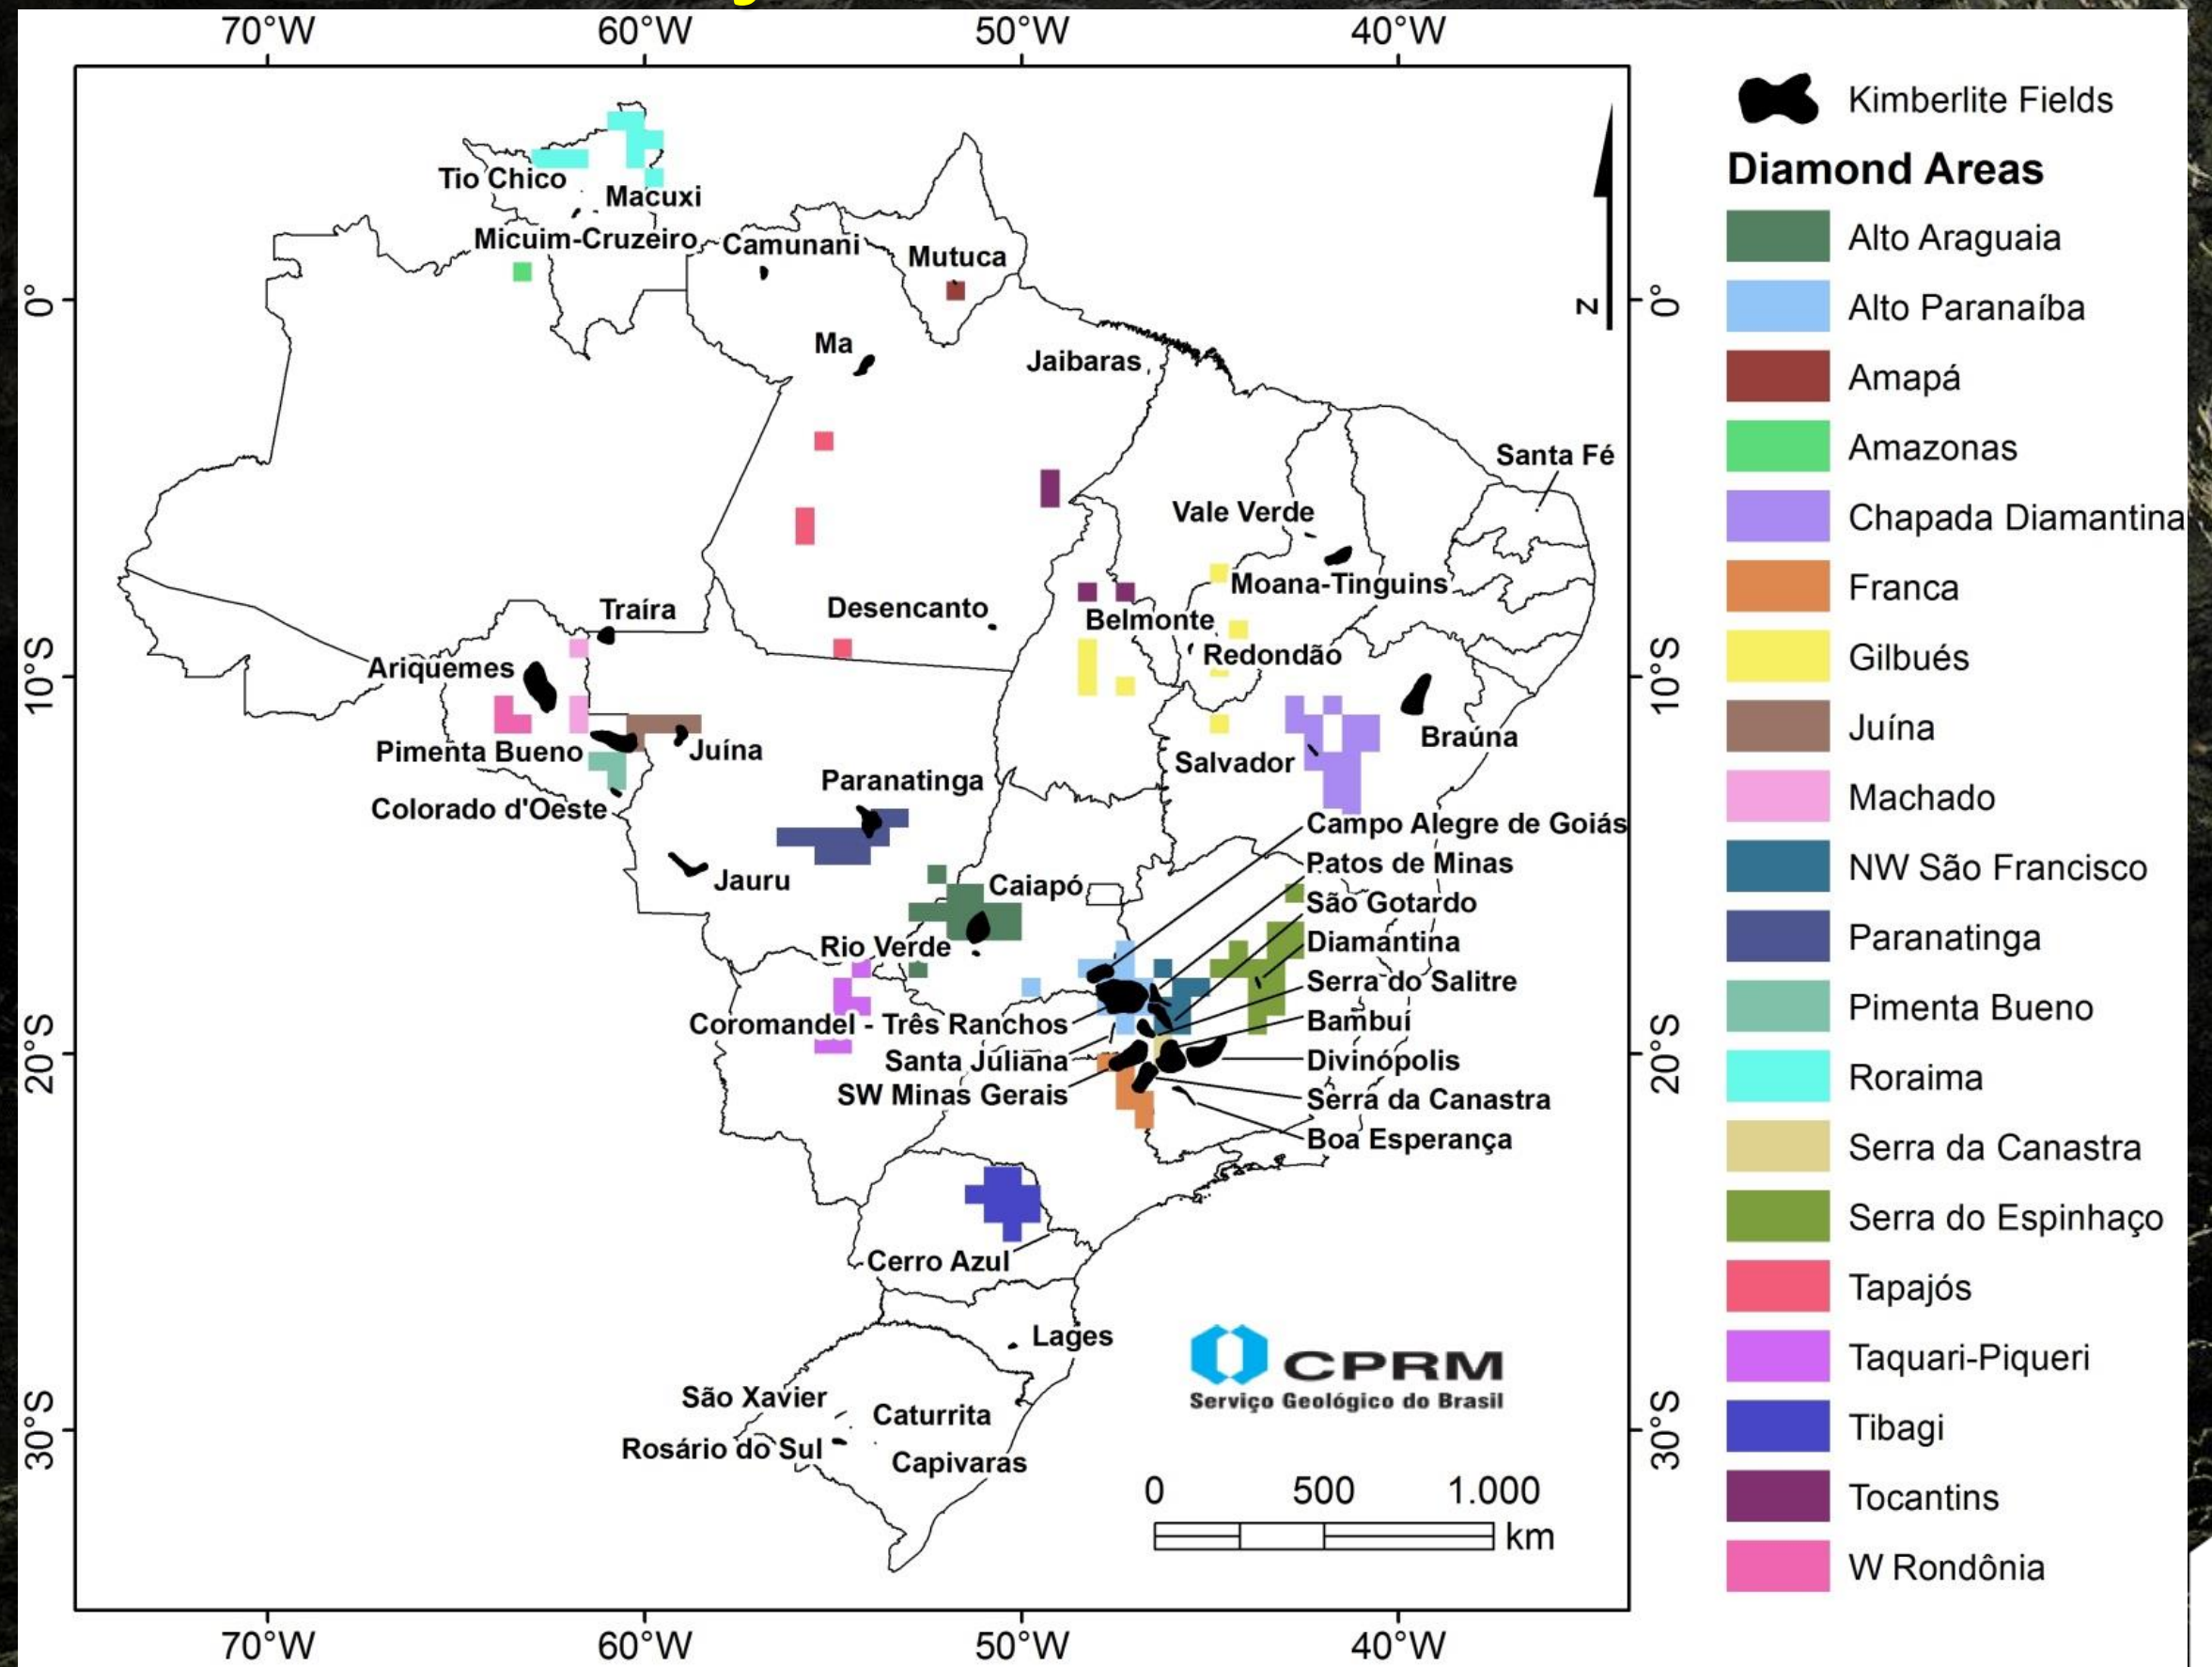 70°W 60°W 50°W 40°W
Kimberlite Fields
Diamond Areas
Alto Araguaia
Alto Paranaíba
Amapá
Amazonas
Chapada Diamantina
Franca
Gilbués
Juína
Machado
NW São Francisco
Paranatinga
Pimenta Bueno
Roraima
Serra da Canastra
Serra do Espinhaço
Tapajós
Taquari-Piqueri
Tibagi
Tocantins
W Rondônia
0° 0°
10°S 10°S
20°S 20°S
30°S 30°S
N
Tio Chico
Macuxi
Micuim-Cruzeiro
Camunani
Mutuca
Ma
Jaibaras
Santa Fé
Vale Verde
Moana-Tinguins
Traíra
Desencanto
Belmonte
Redondão
Ariquemes
Braúna
Pimenta Bueno
Juína
Salvador
Paranatinga
Colorado d'Oeste
Campo Alegre de Goiás
Patos de Minas
Jauru
Caiapó
São Gotardo
Rio Verde
Diamantina
Serra do Salitre
Coromandel - Três Ranchos
Bambuí
Santa Juliana
Divinópolis
SW Minas Gerais
Serra da Canastra
Boa Esperança
Cerro Azul
Lages
CPRM
Serviço Geológico do Brasil
São Xavier
Caturrita
Rosário do Sul
Capivaras
0 500 1.000
km
70°W 60°W 50°W 40°W